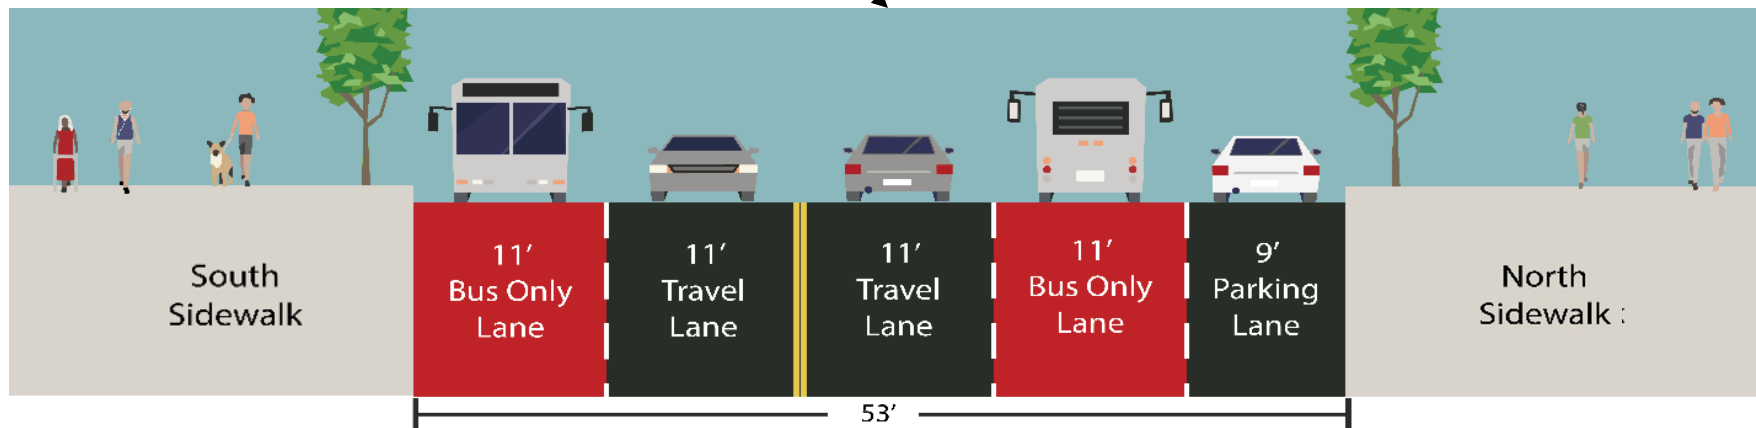 South
Sidewalk
11′
Bus Only
Lane
11′
Travel
Lane
11′
Travel
Lane
11′
Bus Only
Lane
9′
Parking
Lane
North
Sidewalk :
53′